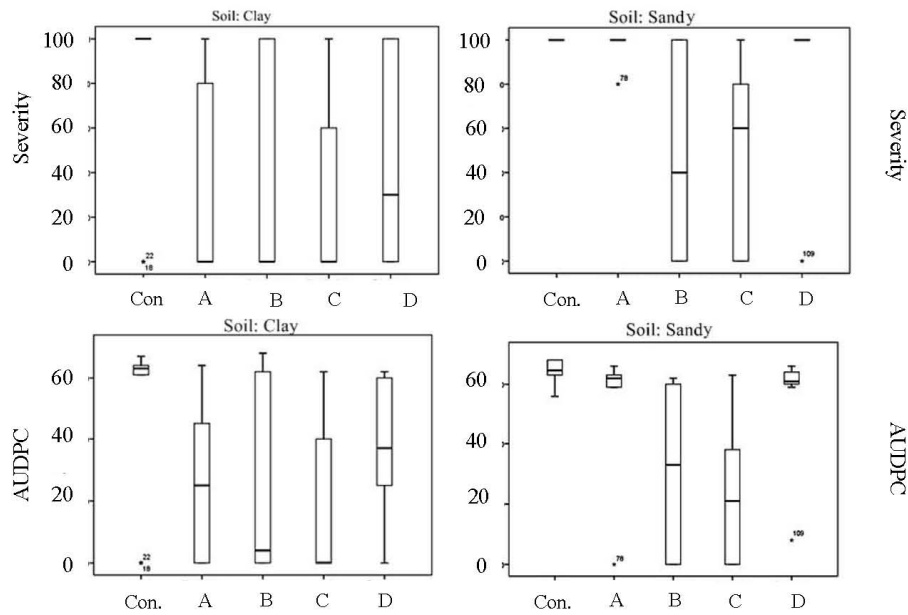 Soil: Clay
100
80
60
40
20
0
Severity
22
18
Con A B C D
Soil: Sandy
100
80
60
40
20
0
Severity
78
109
Con. A B C D
Soil: Clay
60
40
20
0
AUDPC
22
18
Con. A B C D
Soil: Sandy
60
40
20
0
AUDPC
78
109
Con. A B C D